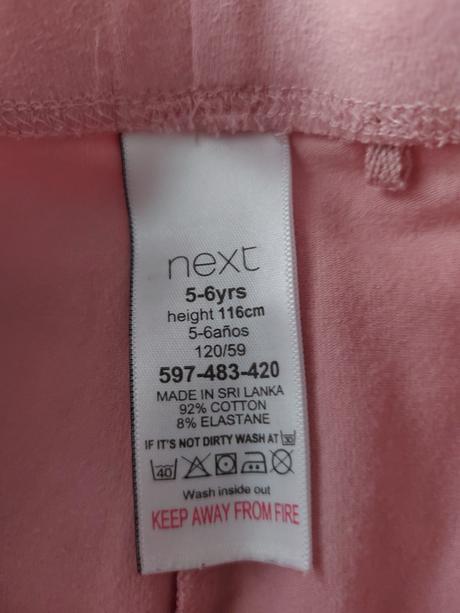 next
5-6yrs
height 116cm
5-6años
120/59
597-483-420
MADE IN SRI LANKA
92% COTTON
8% ELASTANE
IF IT'S NOT DIRTY WASH AT 30
40
Wash inside out
KEEP AWAY FROM FIRE